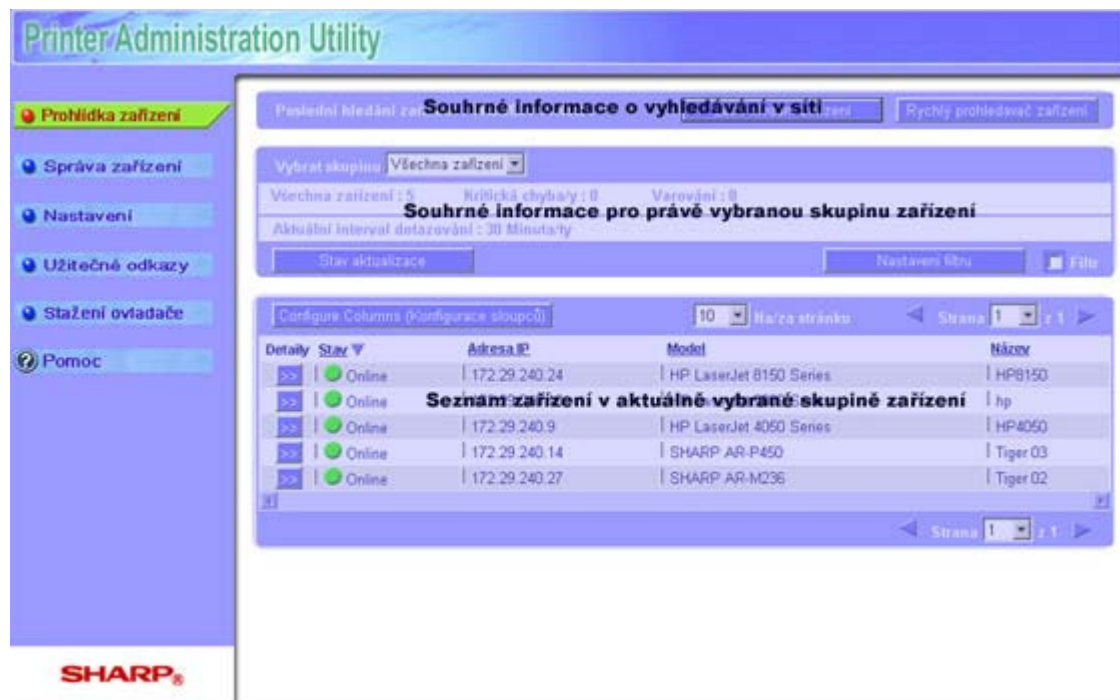 Printer Administration Utility
Prohlídka zařízení
Správa zařízení
Nastavení
Užitečné odkazy
Stažení ovladače
Pomoc
SHARP®
Poslední hledání
Souhrné informace o vyhledávání v síti
Rychlý prohledávač zařízení
Vybrat skupinu Všechna zařízení
Všechna zařízení : 5 Kritická chyba/y : 0 Varování : 0
Souhrné informace pro právě vybranou skupinu zařízení
Aktuální interval dotazování : 30 Minuta/ty
Stav aktualizace Nastavení filtru Filtr
Configure Columns (Konfigurace sloupců) 10 Na/za stránku Strana 1 z 1
Detaily Stav Adresa IP Model Název
>> Online 172.29.240.24 HP LaserJet 8150 Series HP8150
>> Online hp
Seznam zařízení v aktuálně vybrané skupině zařízení
>> Online 172.29.240.9 HP LaserJet 4050 Series HP4050
>> Online 172.29.240.14 SHARP AR-P450 Tiger 03
>> Online 172.29.240.27 SHARP AR-M236 Tiger 02
Strana 1 z 1